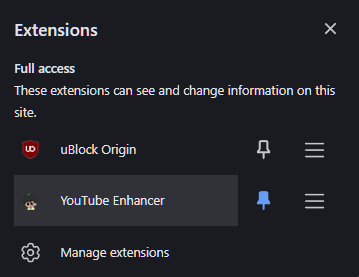 Extensions
Full access
These extensions can see and change information on this
site.
uBlock Origin
YouTube Enhancer
Manage extensions